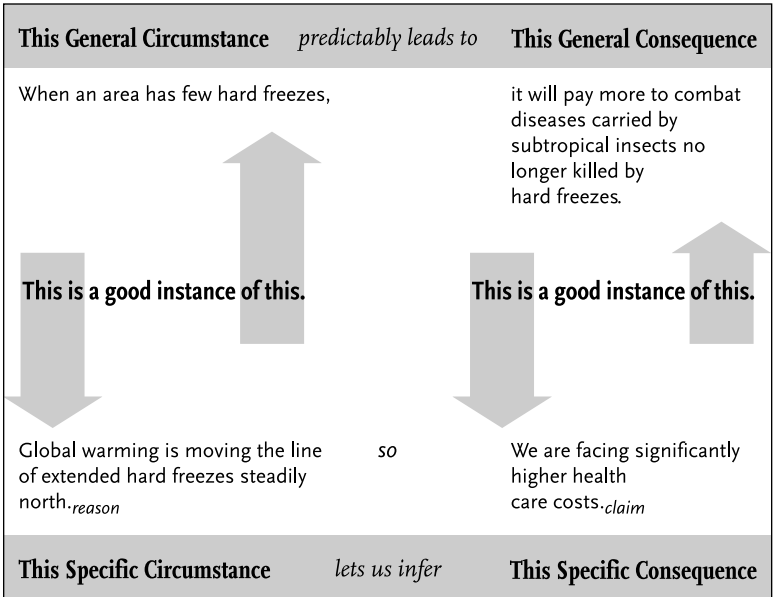 This General Circumstance predictably leads to This General Consequence
When an area has few hard freezes,
it will pay more to combat
diseases carried by
subtropical insects no
longer killed by
hard freezes.
This is a good instance of this.
This is a good instance of this.
Global warming is moving the line
of extended hard freezes steadily
north.reason
so
We are facing significantly
higher health
care costs.claim
This Specific Circumstance lets us infer This Specific Consequence